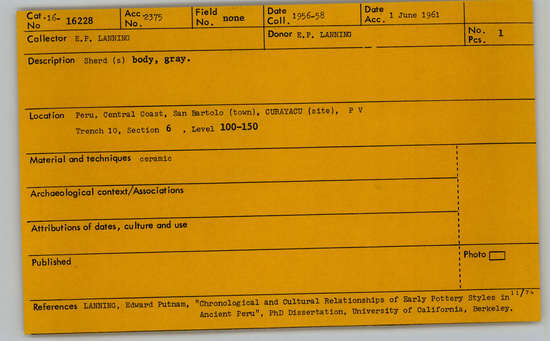 Cat. No -16- 16228 Acc. No. 2375 Field No. none Date Coll. 1956-58 Date Acc. 1 June 1961
Collector E.P. LANNING Donor E.P. LANNING No. Pcs. 1
Description Sherd (s) body, gray.
Location Peru, Central Coast, San Bartolo (town), CURAYACU (site), P V
Trench 10, Section 6 , Level 100-150
Material and techniques ceramic
Archaeological context/Associations
Attributions of dates, culture and use
Published Photo
11/74
References LANNING, Edward Putnam, "Chronological and Cultural Relationships of Early Pottery Styles in
Ancient Peru", PhD Dissertation, University of California, Berkeley.